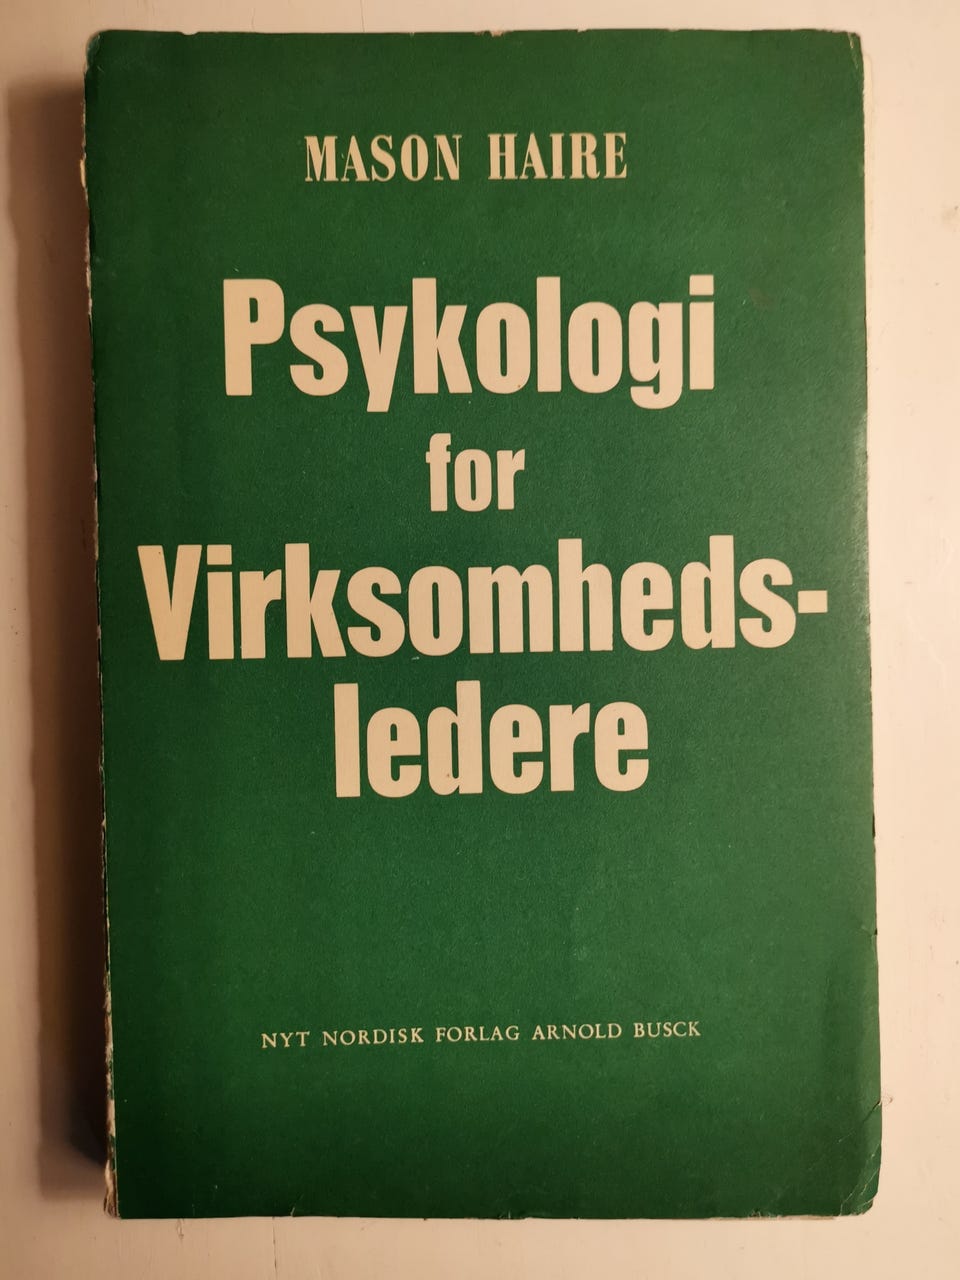 MASON HAIRE
Psykologi
for
Virksomheds-
ledere
NYT NORDISK FORLAG ARNOLD BUSCK